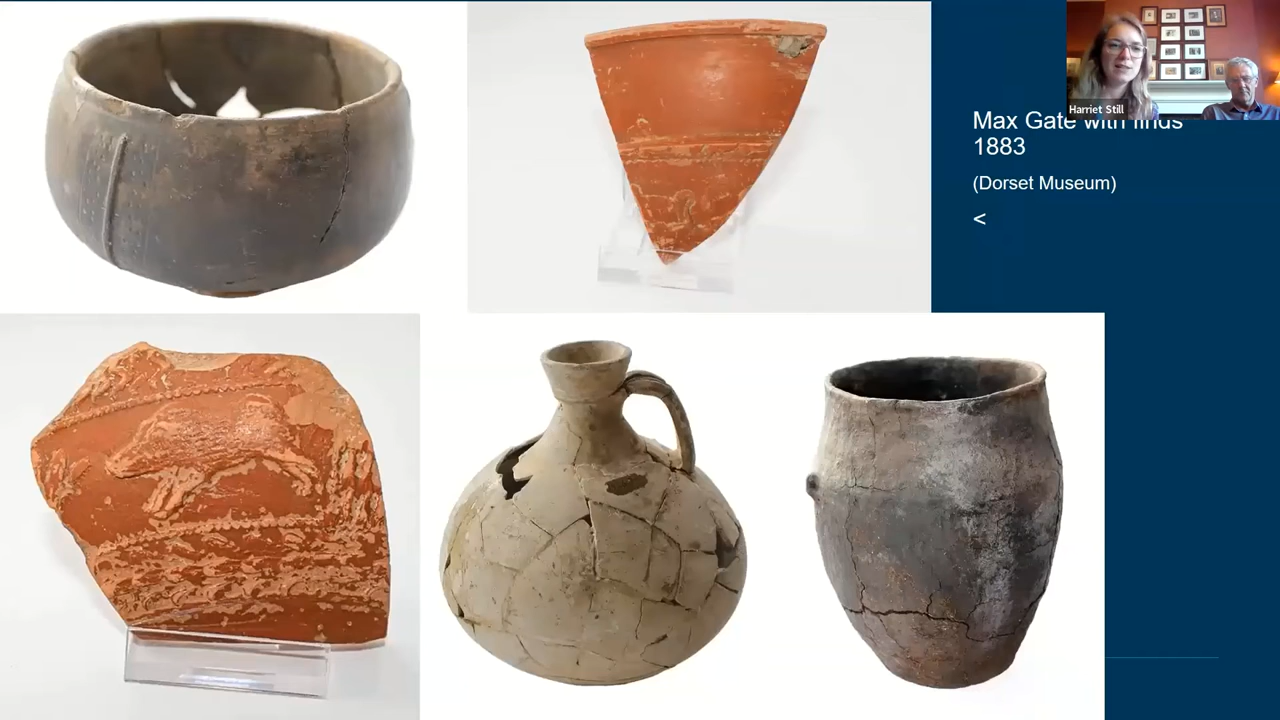 Harriet Still
Max Gate with finds
1883
(Dorset Museum)
<